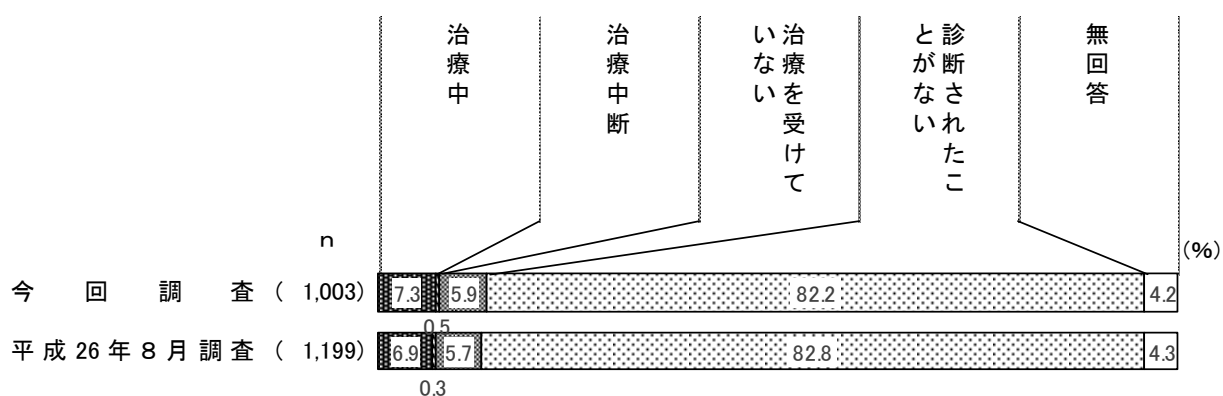 治療中
治療中断
治療を受けて
いない
診断されたこ
とがない
無回答
n
(%)
今回調査 ( 1,003)
7.3
0.5
5.9
82.2
4.2
平成26年8月調査 ( 1,199)
6.9
0.3
5.7
82.8
4.3